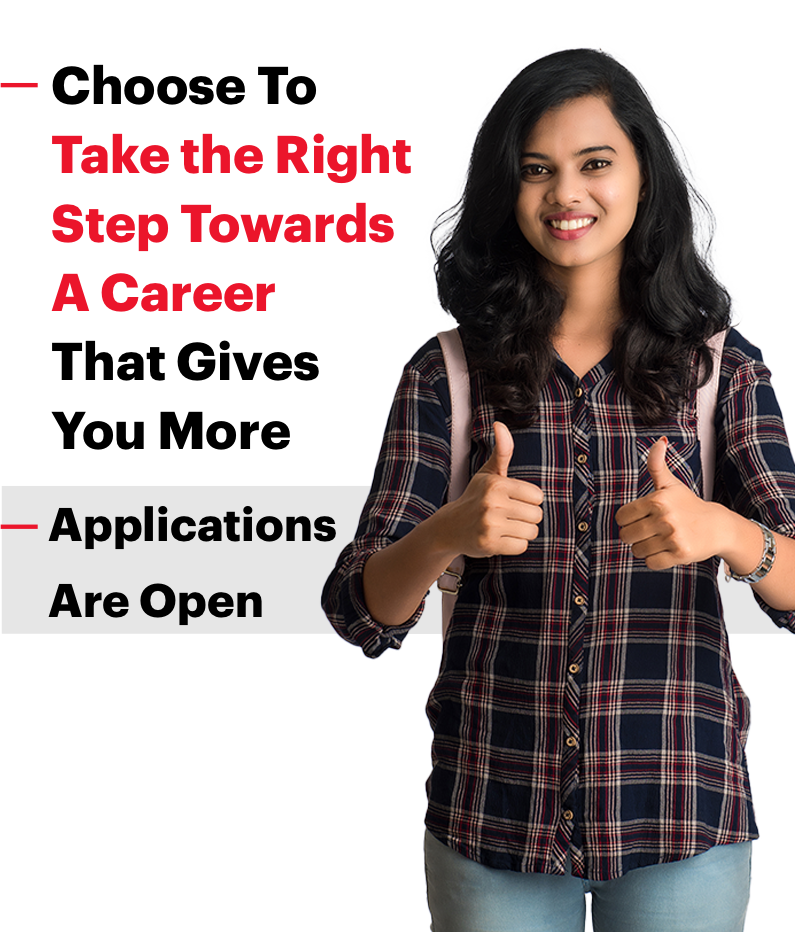 Choose To
Take the Right
Step Towards
A Career
That Gives
You More
Applications
Are Open